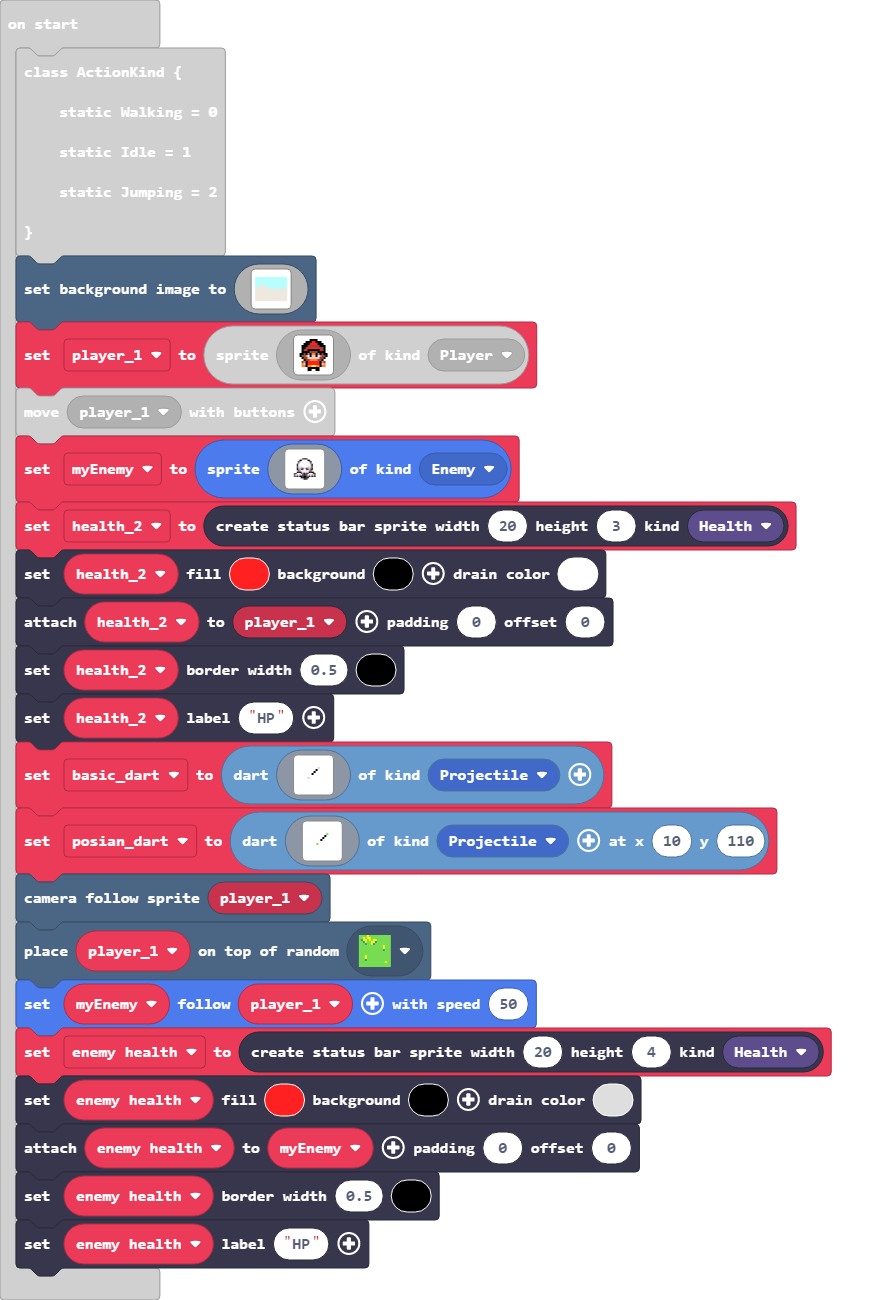 on start
class ActionKind {
static Walking = 0
static Idle = 1
static Jumping = 2
}
set background image to
set player_1 to sprite of kind Player
move player_1 with buttons
set myEnemy to sprite of kind Enemy
set health_2 to create status bar sprite width 20 height 3 kind Health
set health_2 fill background drain color
attach health_2 to player_1 padding 0 offset 0
set health_2 border width 0.5
set health_2 label "HP"
set basic_dart to dart of kind Projectile
set posian_dart to dart of kind Projectile at x 10 y 110
camera follow sprite player_1
place player_1 on top of random
set myEnemy follow player_1 with speed 50
set enemy health to create status bar sprite width 20 height 4 kind Health
set enemy health fill background drain color
attach enemy health to myEnemy padding 0 offset 0
set enemy health border width 0.5
set enemy health label "HP"